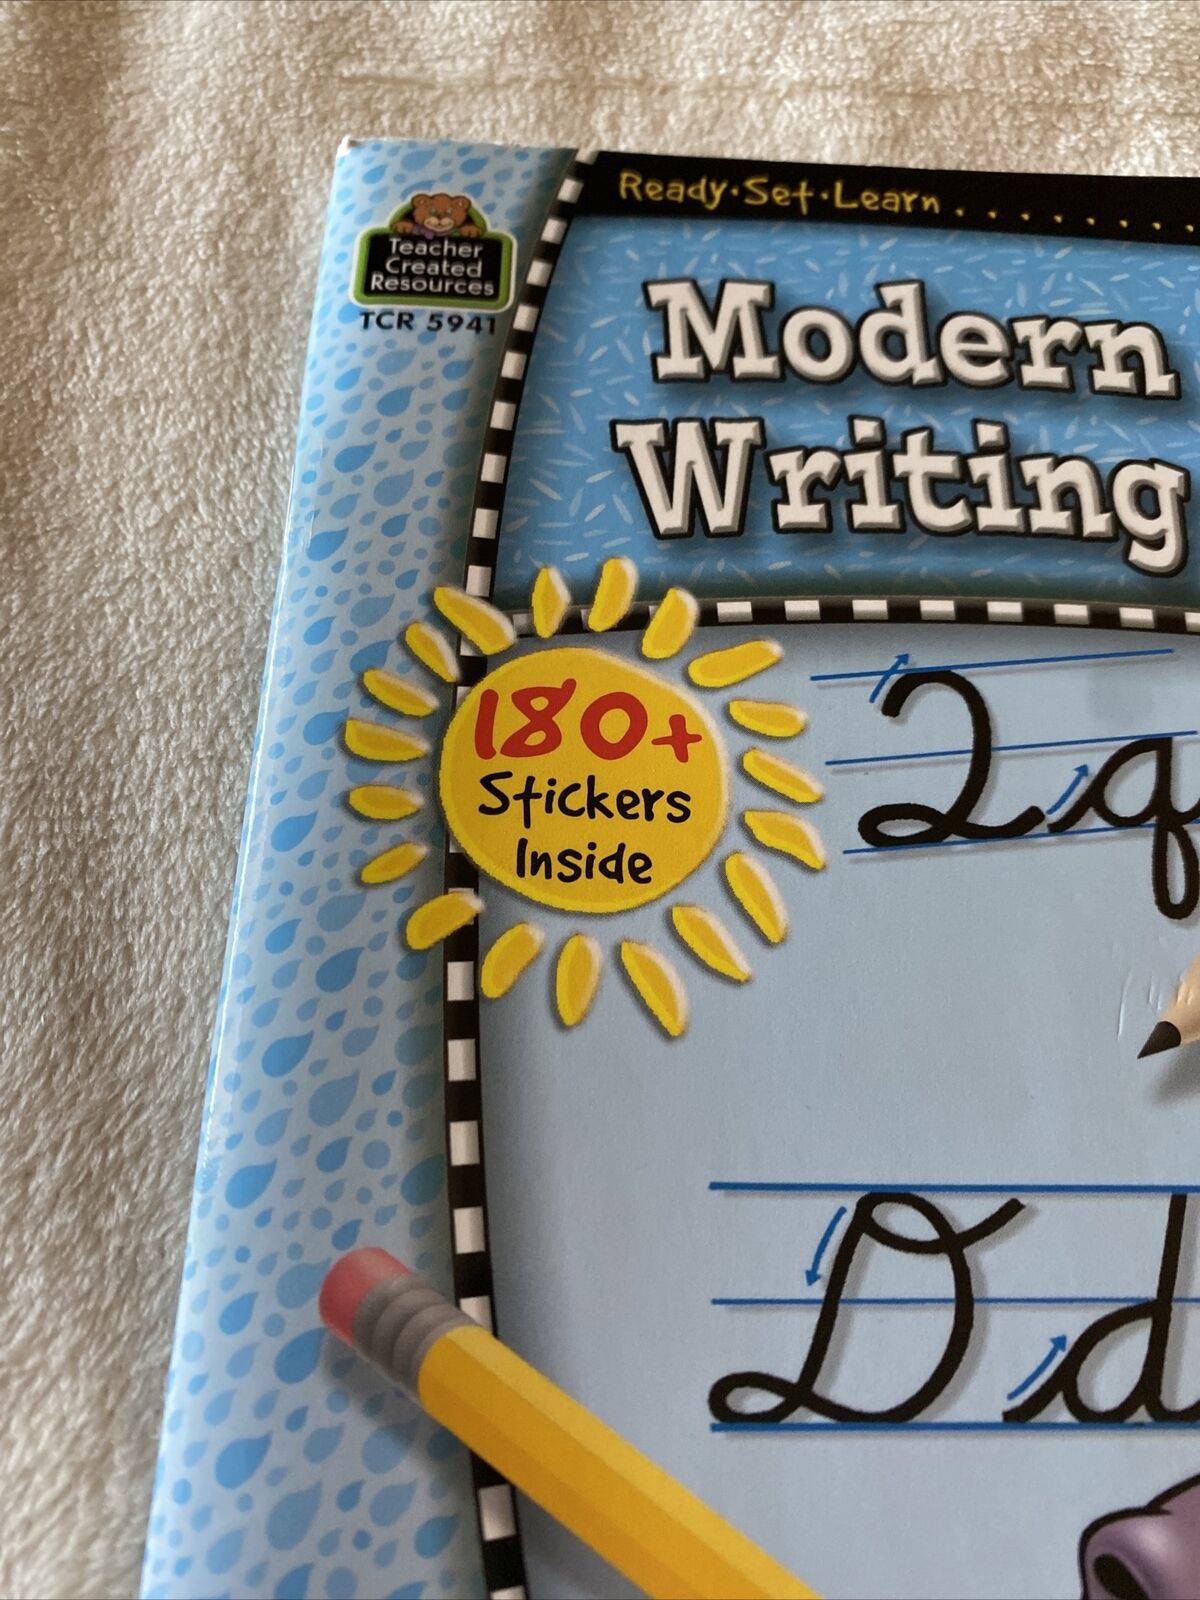 Teacher
Created
Resources
TCR 5941
Ready·Set·Learn
Modern
Writing
180+
Stickers
Inside
Q q
D d